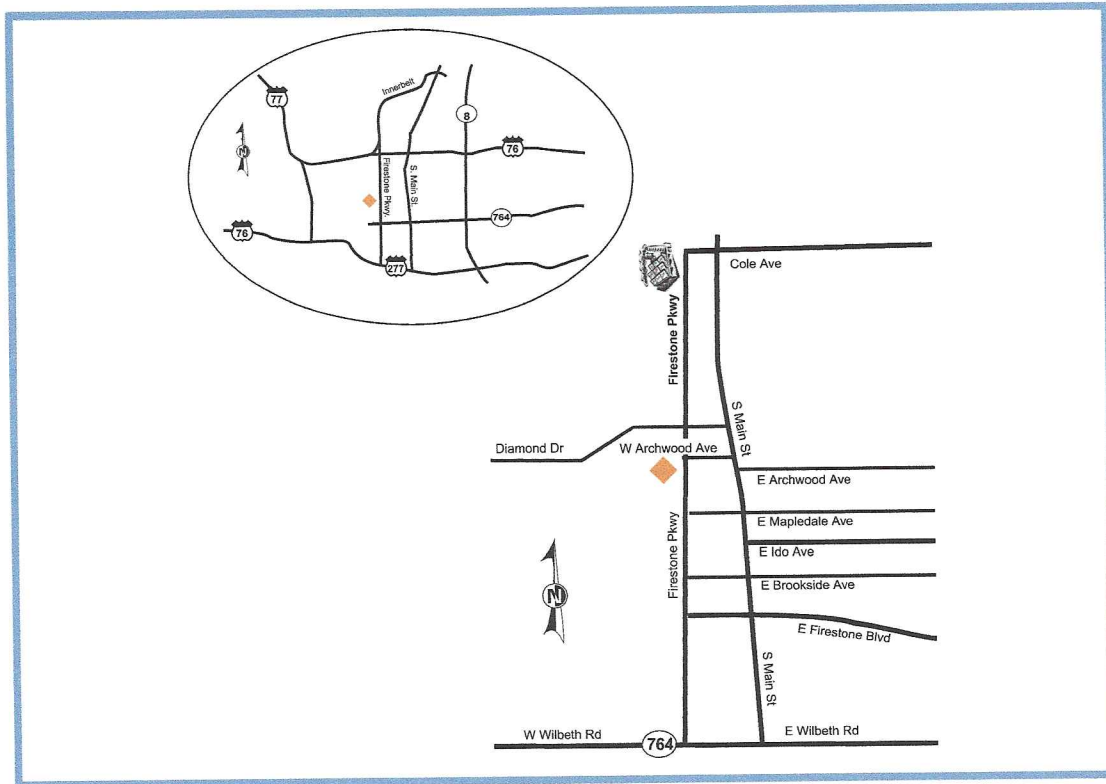 Innerbelt
77
8
76
N
Firestone Pkwy.
S. Main St.
764
76
277
Cole Ave
Firestone Pkwy
S Main St
Diamond Dr
W Archwood Ave
E Archwood Ave
E Mapledale Ave
Firestone Pkwy
E Ido Ave
E Brookside Ave
N
E Firestone Blvd
S Main St
W Wilbeth Rd
764
E Wilbeth Rd